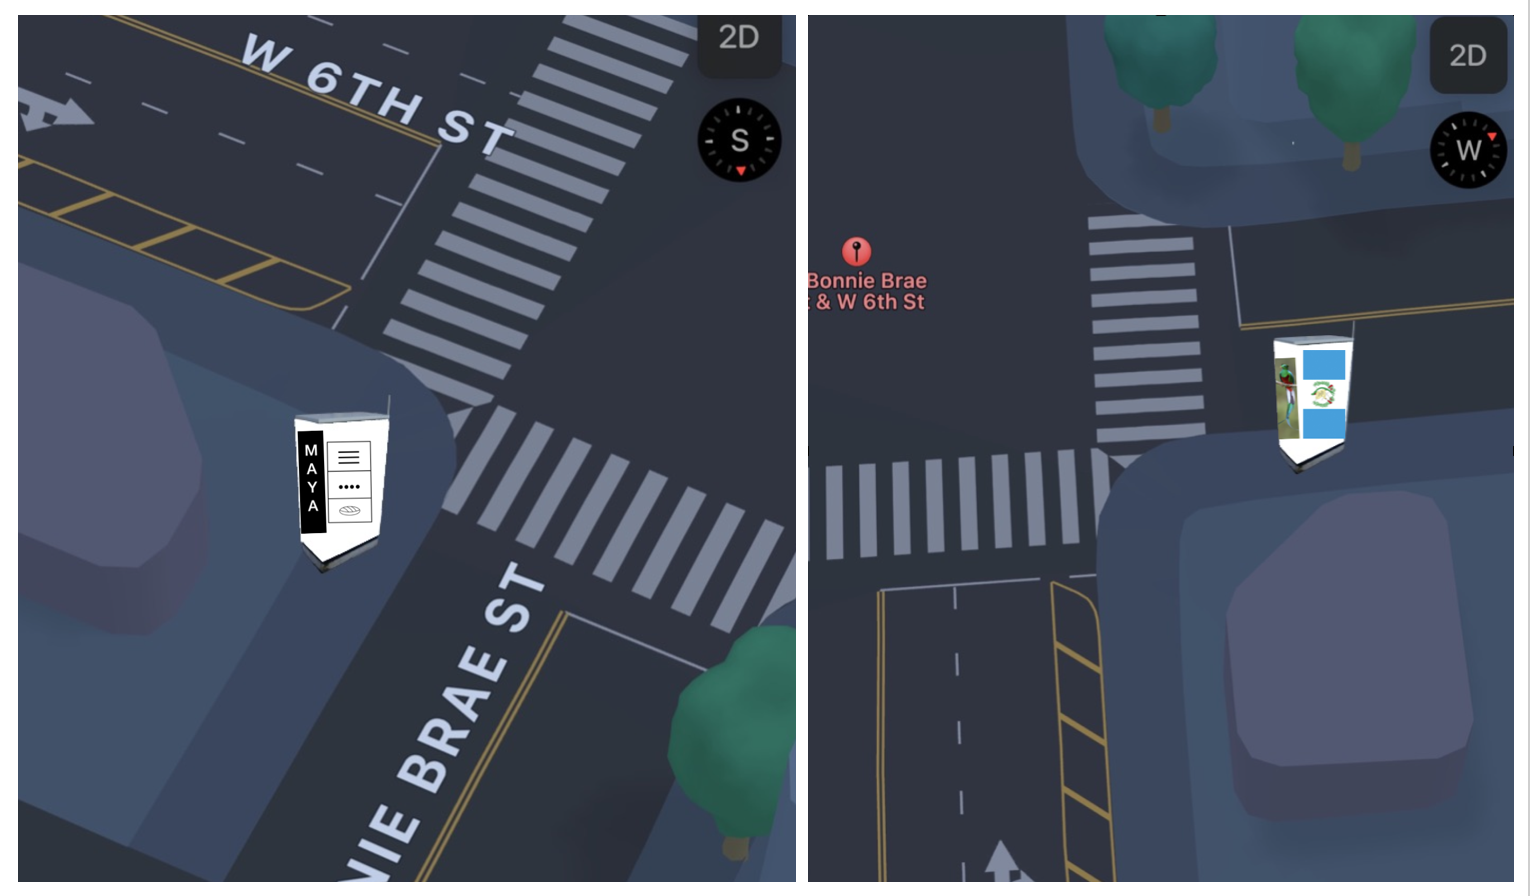 W 6TH ST
2D
S
M
A
Y
A
NIE BRAE ST
2D
W
Bonnie Brae
t & W 6th St